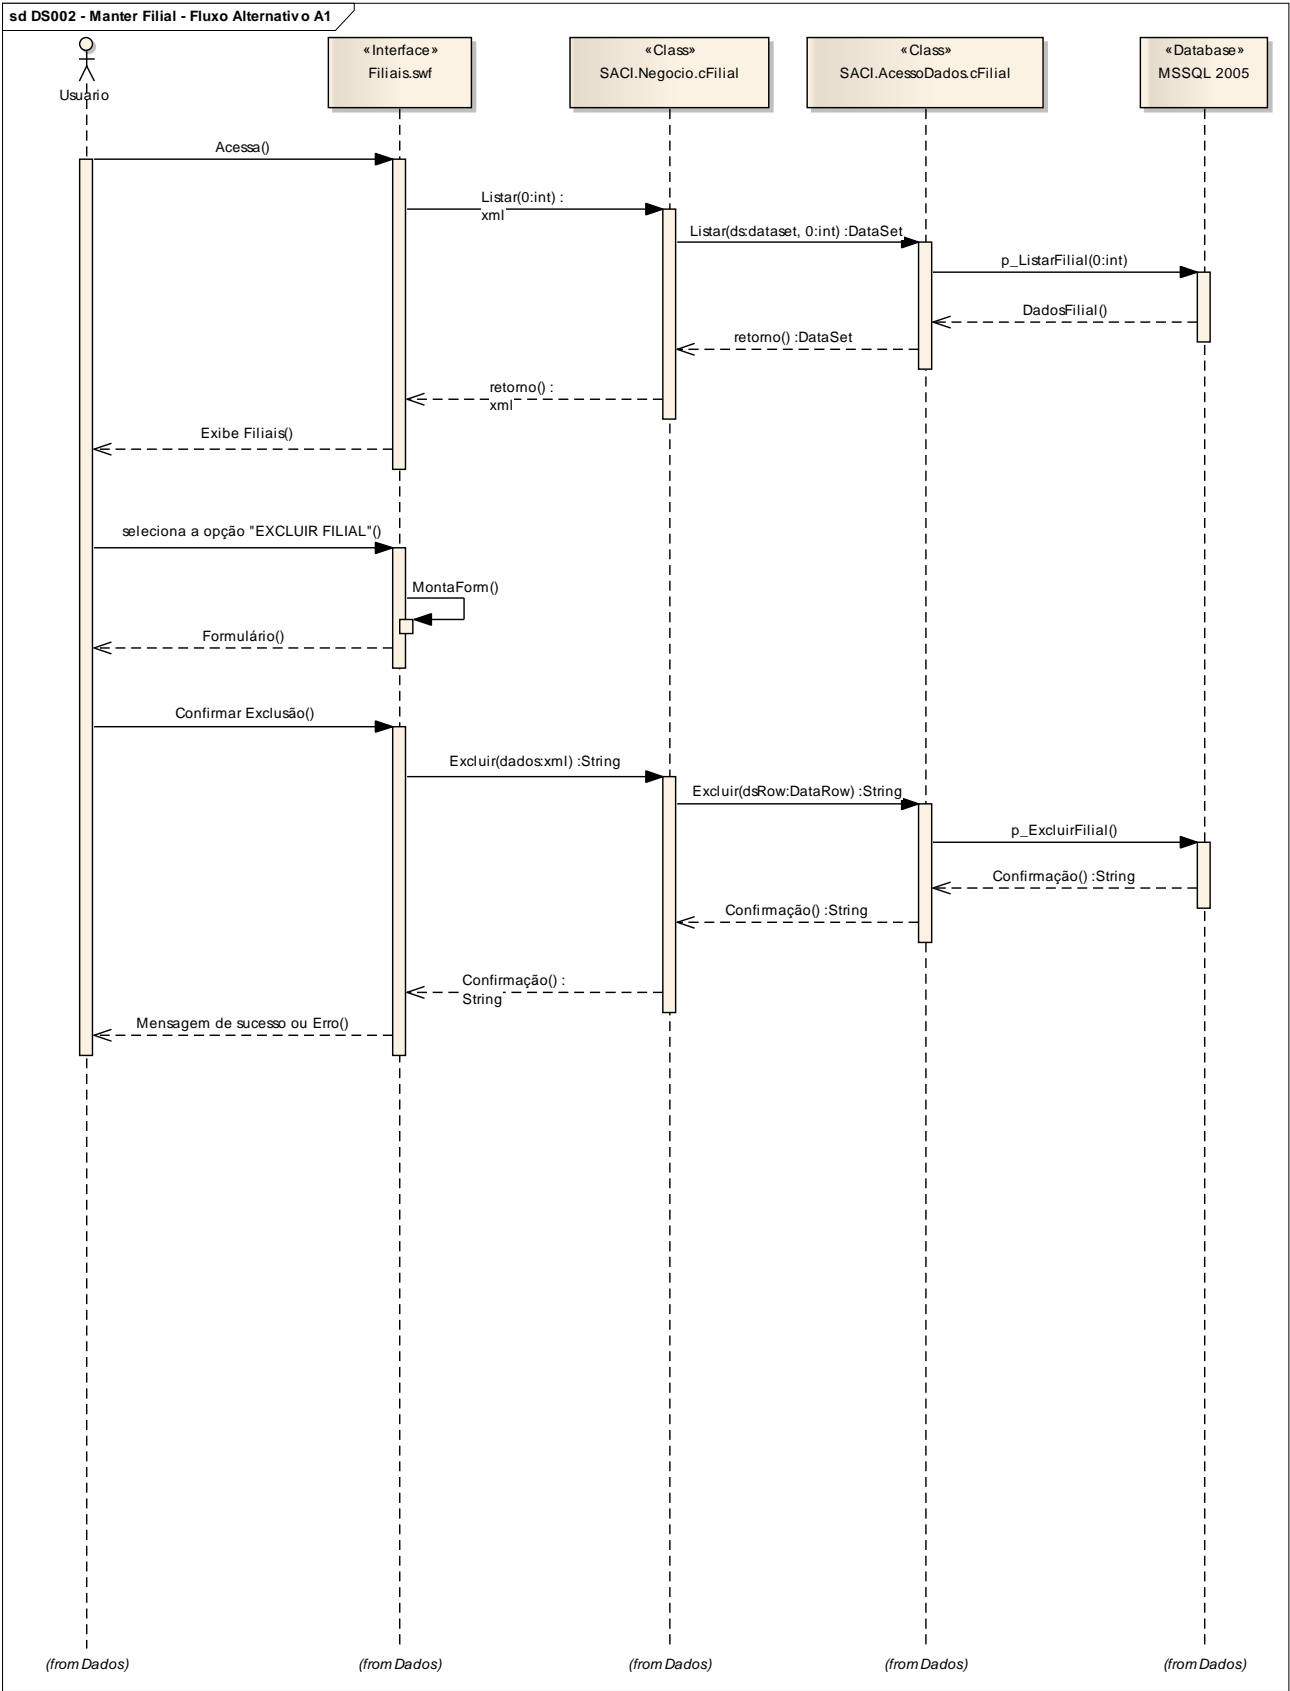 sd DS002 - Manter Filial - Fluxo Alternativo A1
Usuário
«Interface»
Filiais.swf
«Class»
SACI.Negocio.cFilial
«Class»
SACI.AcessoDados.cFilial
«Database»
MSSQL 2005
Acessa()
Listar(0:int) :
xml
Listar(ds:dataset, 0:int) :DataSet
p_ListarFilial(0:int)
DadosFilial()
retorno() :DataSet
retorno() :
xml
Exibe Filiais()
seleciona a opção "EXCLUIR FILIAL"()
MontaForm()
Formulário()
Confirmar Exclusão()
Excluir(dados:xml) :String
Excluir(dsRow:DataRow) :String
p_ExcluirFilial()
Confirmação() :String
Confirmação() :String
Confirmação() :
String
Mensagem de sucesso ou Erro()
(from Dados)
(from Dados)
(from Dados)
(from Dados)
(from Dados)